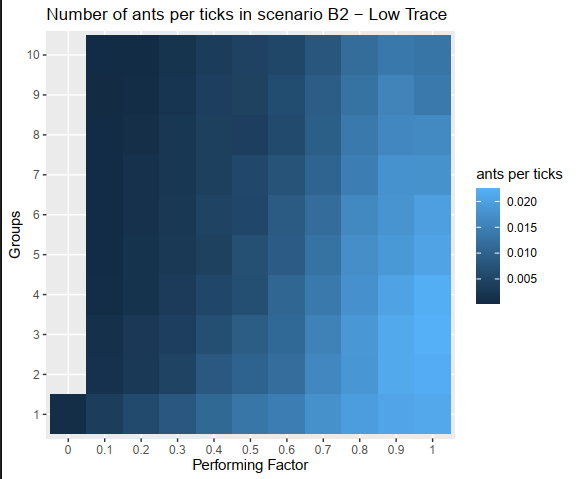 Number of ants per ticks in scenario B2 − Low Trace
Groups
10
9
8
7
6
5
4
3
2
1
0 0.1 0.2 0.3 0.4 0.5 0.6 0.7 0.8 0.9 1
Performing Factor
ants per ticks
0.020
0.015
0.010
0.005